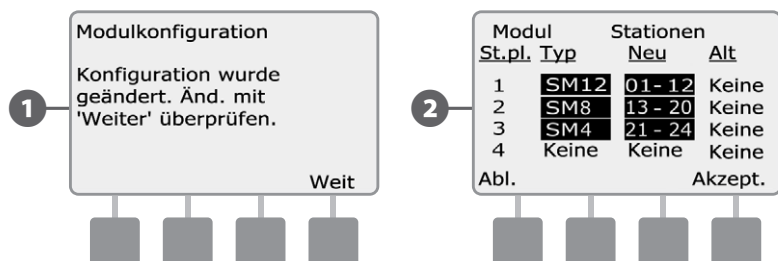 1
Modulkonfiguration
Konfiguration wurde
geändert. Änd. mit
'Weiter' überprüfen.
Weit
2
Modul Stationen
St.pl. Typ Neu Alt
1 SM12 01- 12 Keine
2 SM8 13 - 20 Keine
3 SM4 21 - 24 Keine
4 Keine Keine Keine
Abl. Akzept.